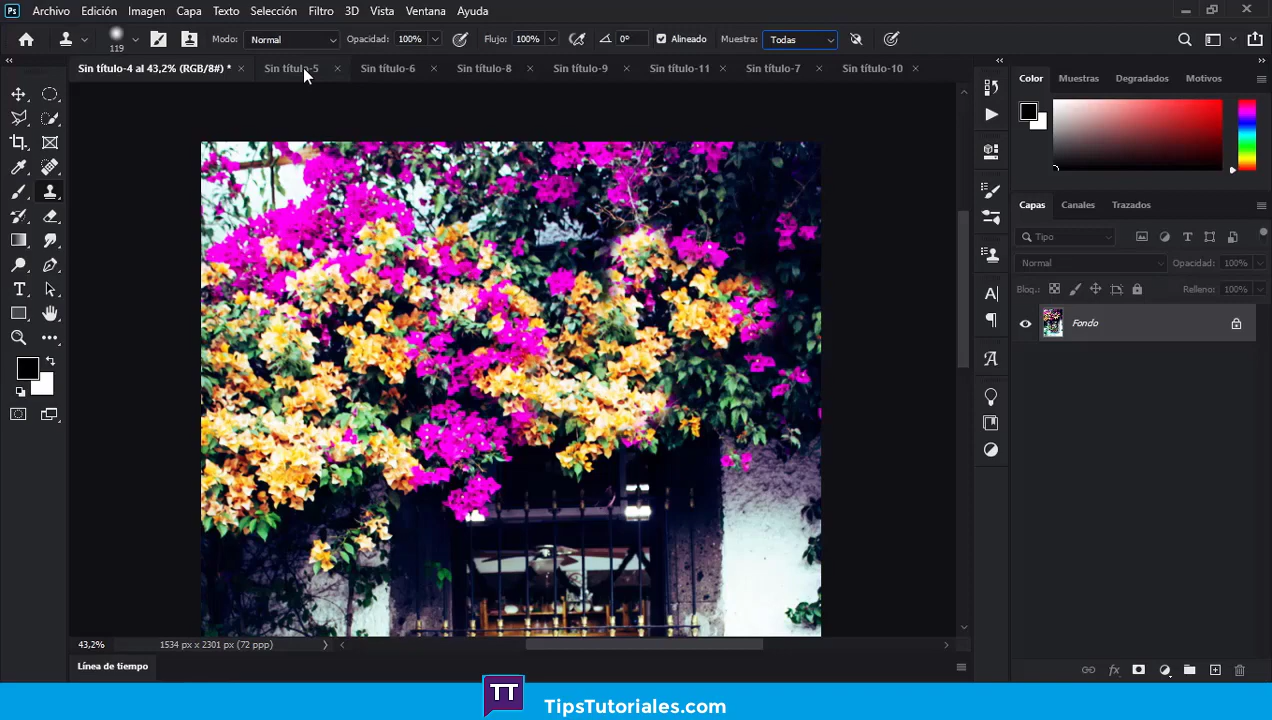 Ps Archivo Edición Imagen Capa Texto Selección Filtro 3D Vista Ventana Ayuda
119 Modo: Normal Opacidad: 100% Flujo: 100% 0° Alineado Muestra: Todas
Sin título-4 al 43,2% (RGB/8#) * Sin título-5 Sin título-6 Sin título-8 Sin título-9 Sin título-11 Sin título-7 Sin título-10
Color Muestras Degradados Motivos
Capas Canales Trazados
Tipo
Normal Opacidad: 100%
Bloq.: Relleno: 100%
Fondo
43,2% 1534 px x 2301 px (72 ppp)
Línea de tiempo
TT TipsTutoriales.com